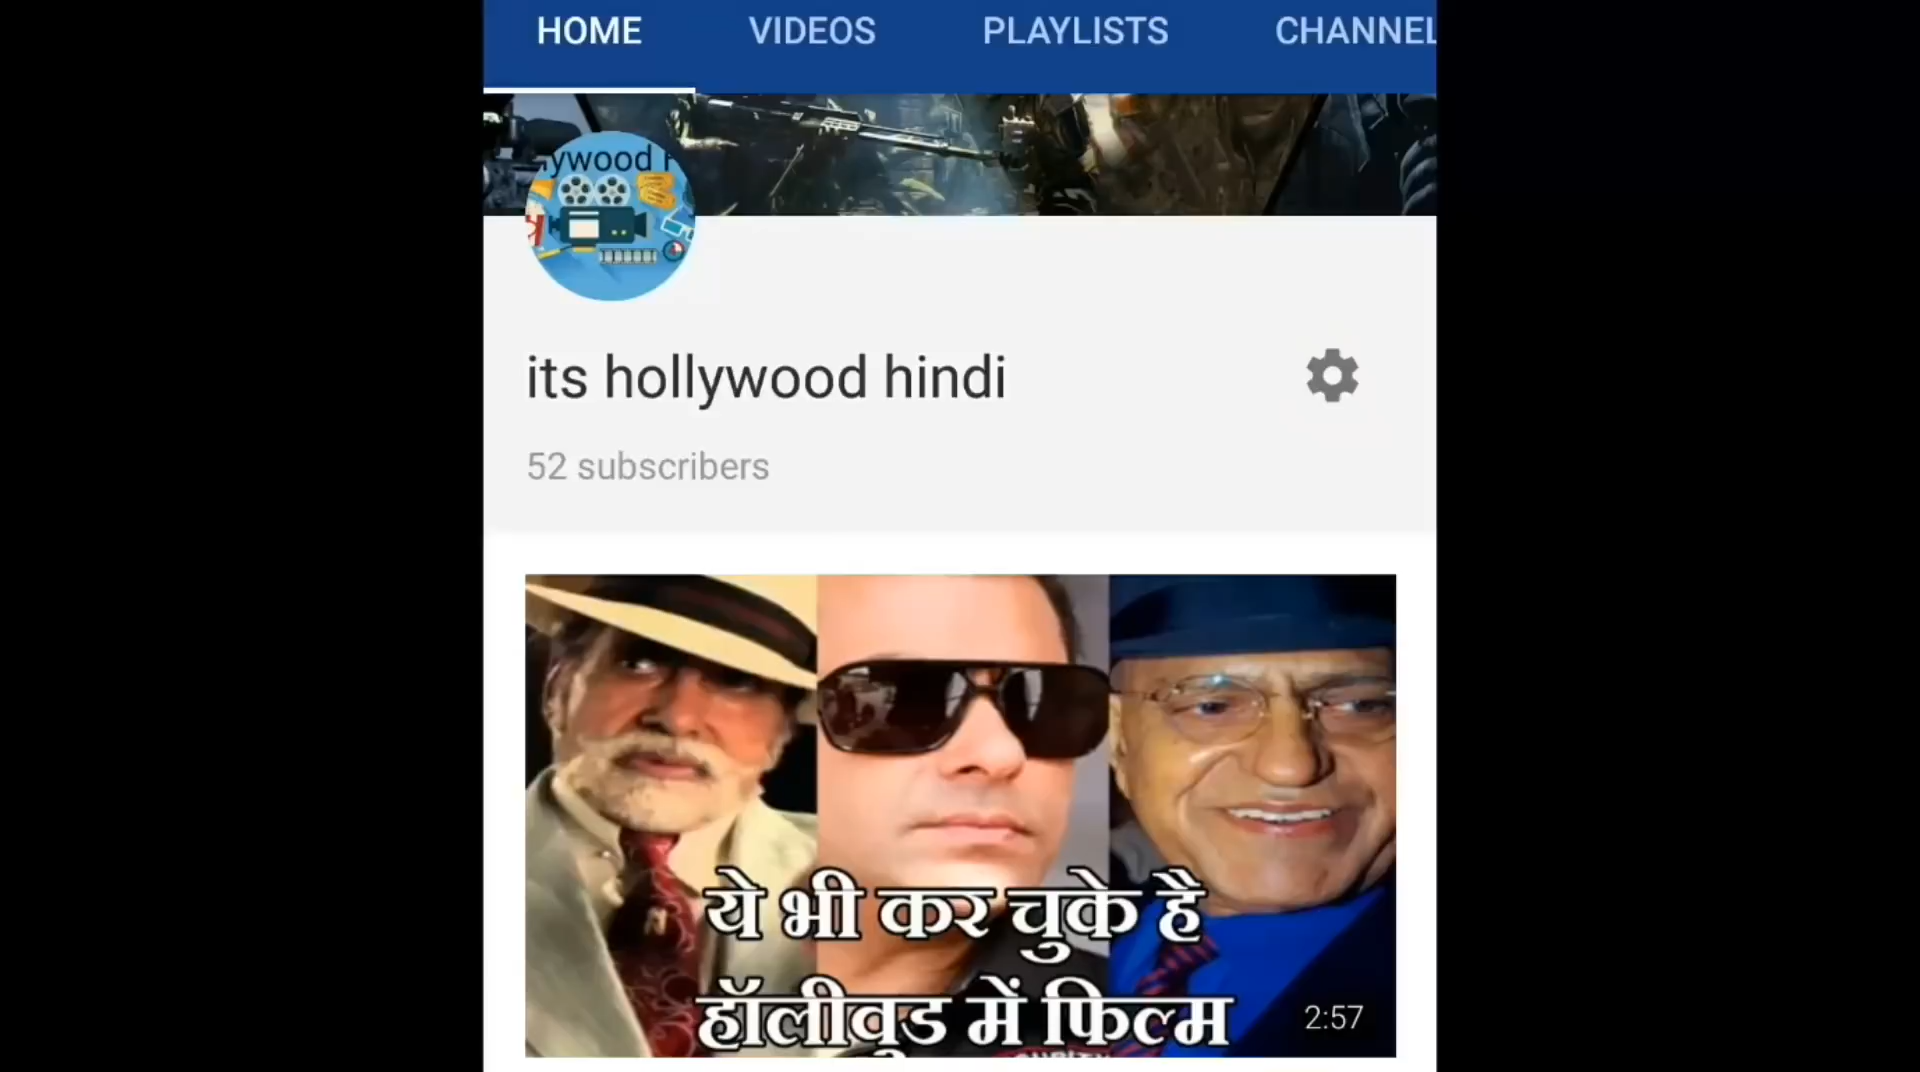 HOME VIDEOS PLAYLISTS CHANNEL
ywood
its hollywood hindi
52 subscribers
ये भी कर चुके है
हॉलीवुड में फिल्म
2:57